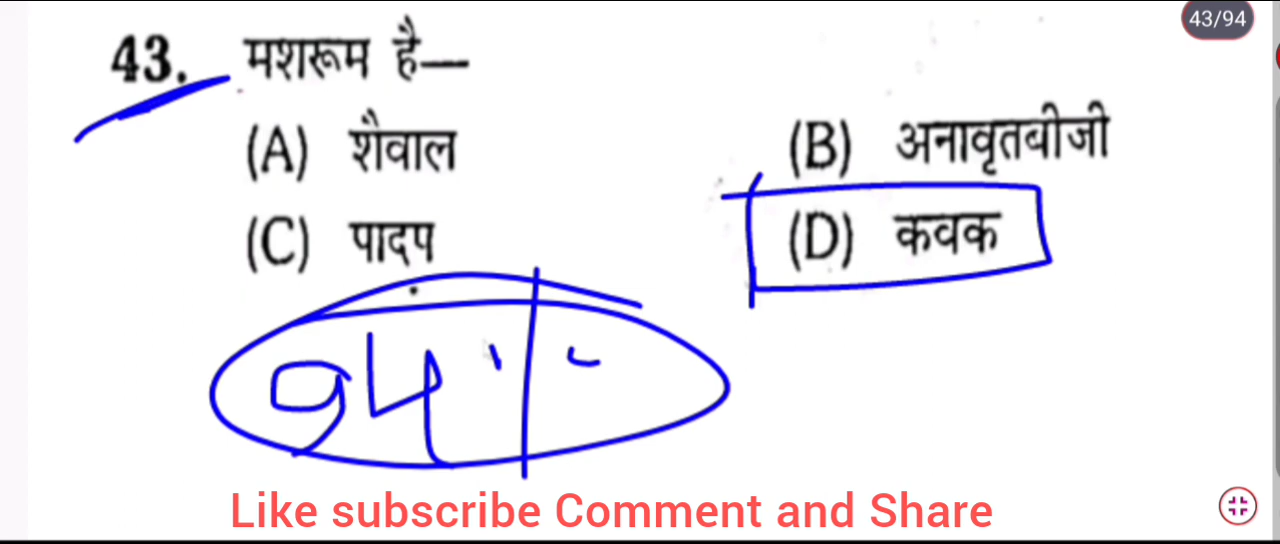 43/94
43. मशरूम है—
(A) शैवाल (B) अनावृतबीजी
(C) पादप (D) कवक
94
Like subscribe Comment and Share